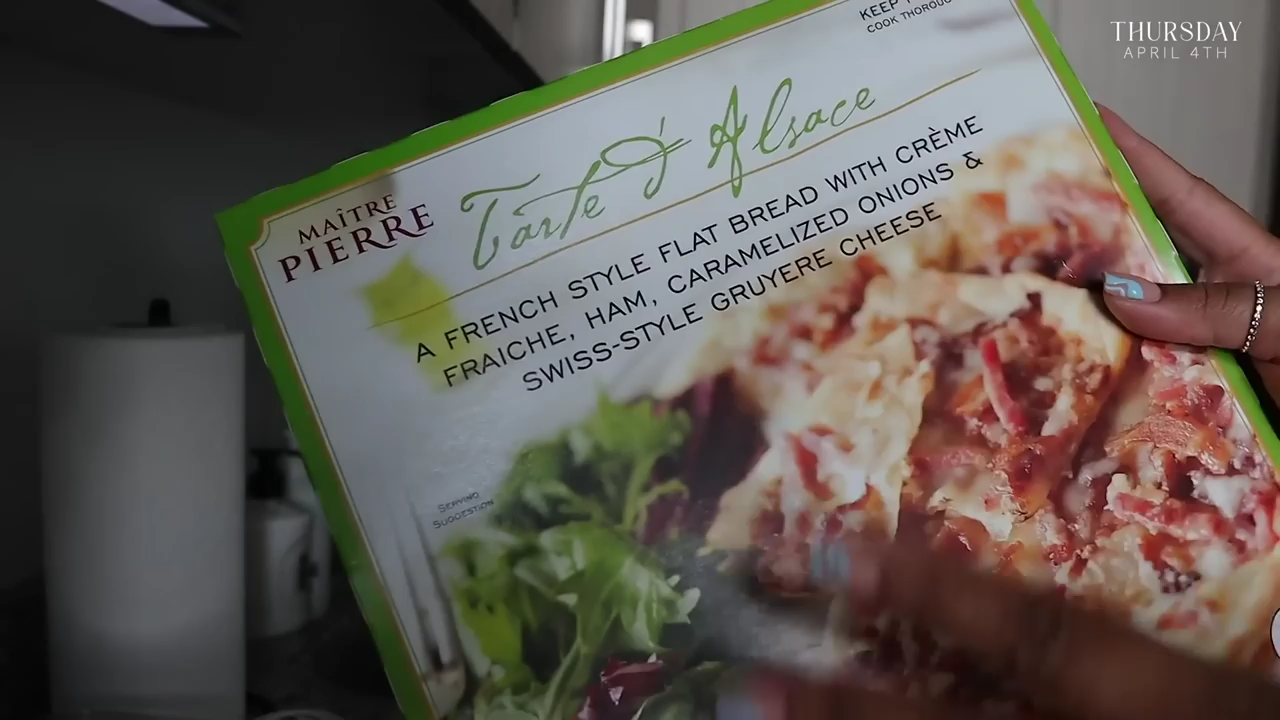 THURSDAY
APRIL 4TH
KEEP
COOK THOROUG
MAÎTRE
PIERRE
Tarte d'Alsace
A FRENCH STYLE FLAT BREAD WITH CRÈME
FRAICHE, HAM, CARAMELIZED ONIONS &
SWISS-STYLE GRUYERE CHEESE
SERVING
SUGGESTION